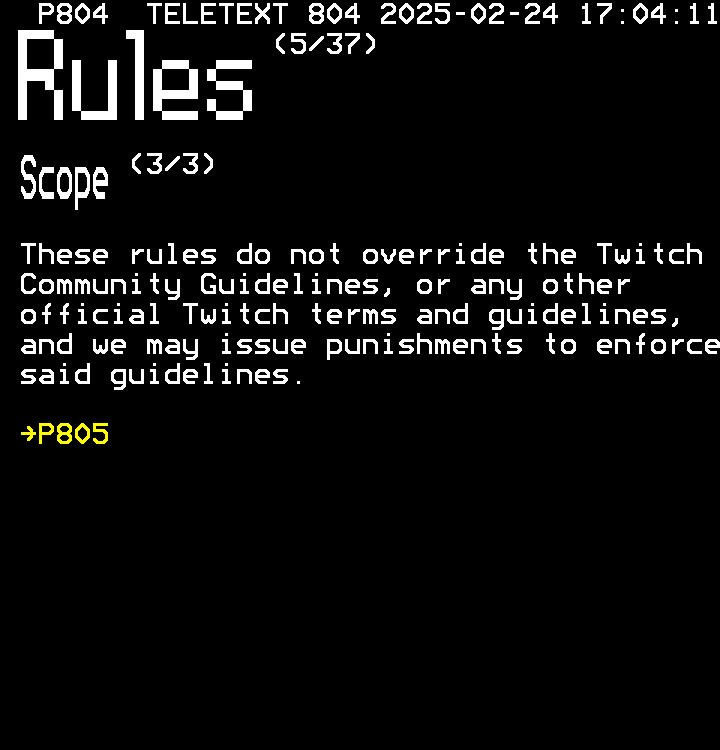 P804 TELETEXT 804 2025-02-24 17:04:11
Rules (5/37)
Scope (3/3)
These rules do not override the Twitch
Community Guidelines, or any other
official Twitch terms and guidelines,
and we may issue punishments to enforce
said guidelines.
→P805